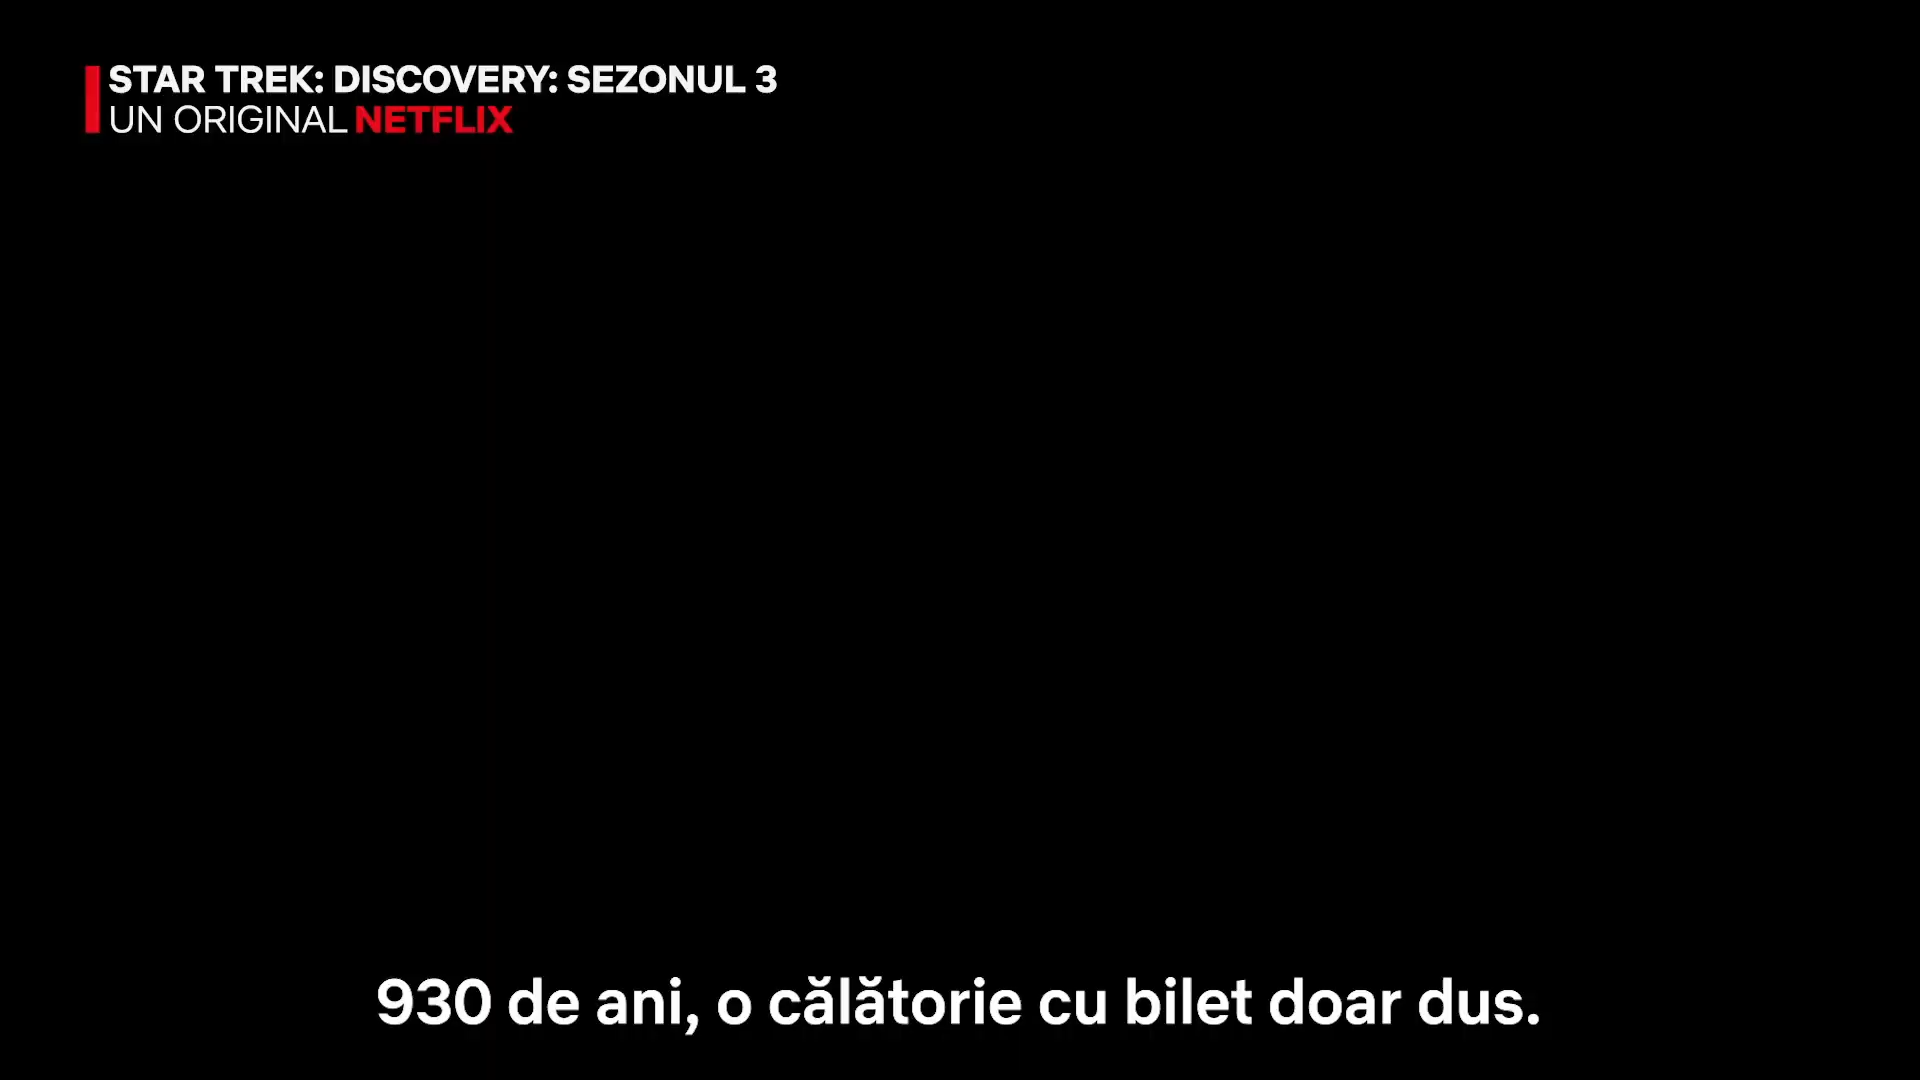 STAR TREK: DISCOVERY: SEZONUL 3
UN ORIGINAL NETFLIX
930 de ani, o călătorie cu bilet doar dus.